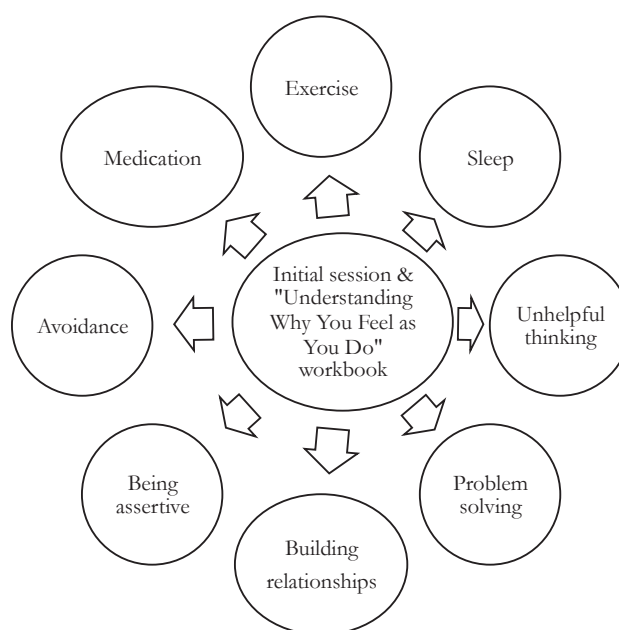 Exercise
Medication
Sleep
Initial session &
"Understanding
Why You Feel as
You Do"
workbook
Avoidance
Unhelpful
thinking
Being
assertive
Problem
solving
Building
relationships